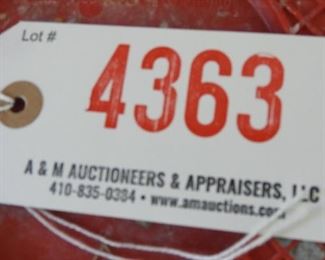 Lot #
4363
A & M AUCTIONEERS & APPRAISERS, LLC
410-835-0384 • www.amauctions.com